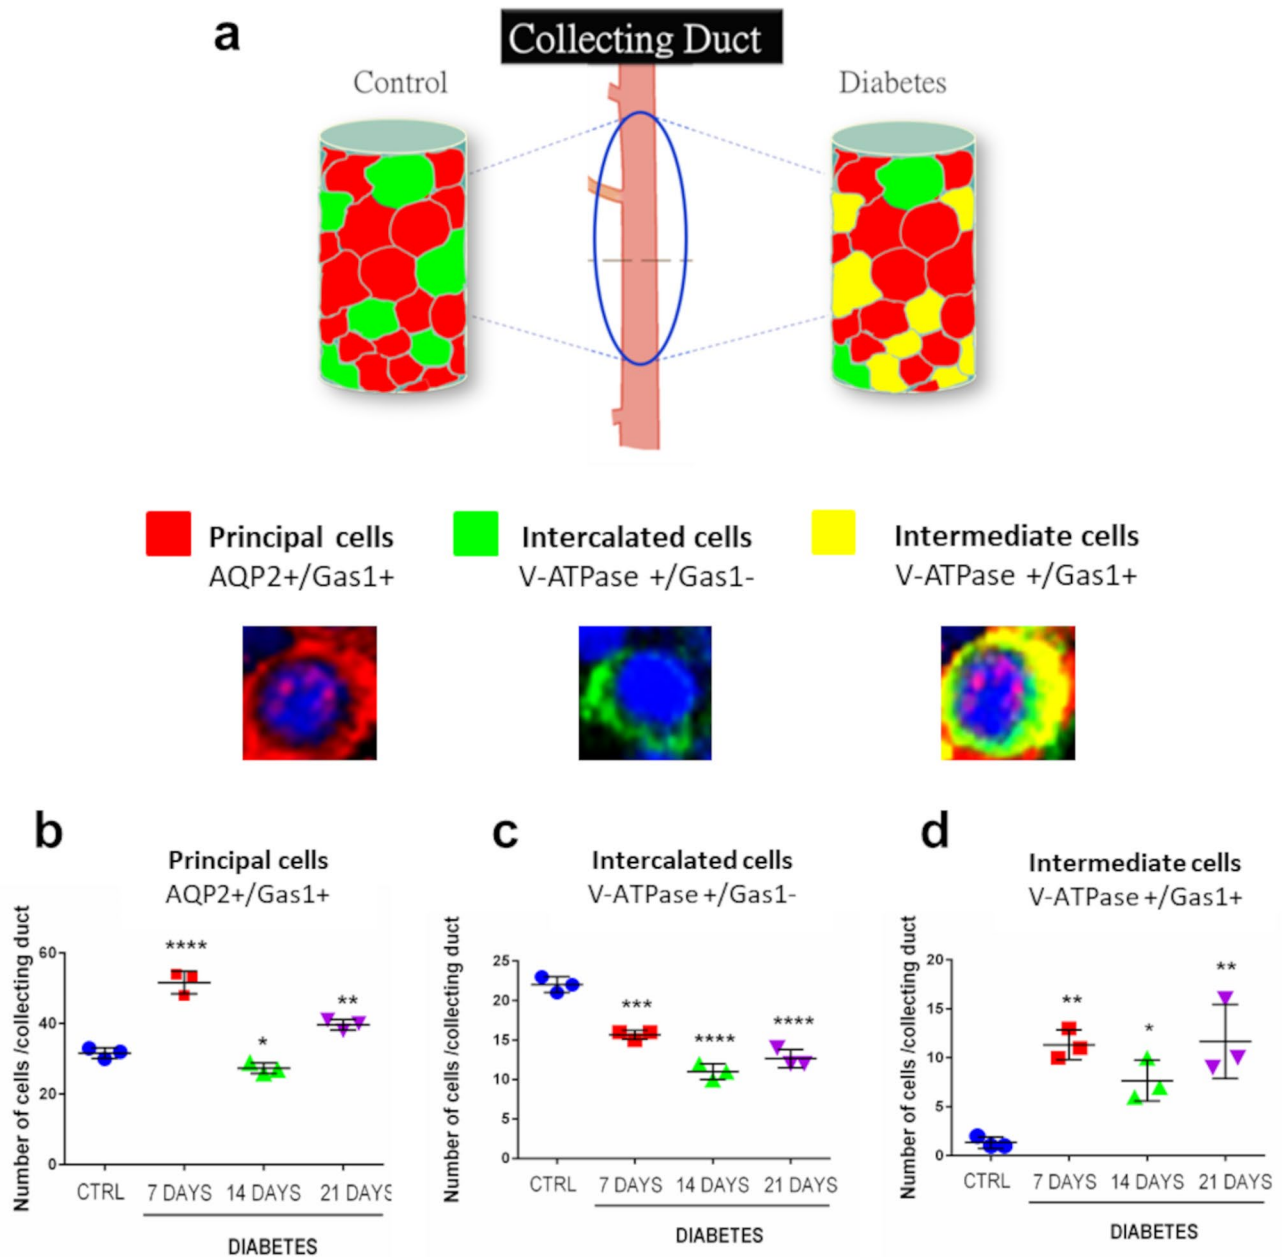 a
Collecting Duct
Control
Diabetes
Principal cells
AQP2+/Gas1+
Intercalated cells
V-ATPase +/Gas1-
Intermediate cells
V-ATPase +/Gas1+
b
Principal cells
AQP2+/Gas1+
Number of cells /collecting duct
60
40
20
0
****
*
**
CTRL
7 DAYS
14 DAYS
21 DAYS
DIABETES
c
Intercalated cells
V-ATPase +/Gas1-
Number of cells /collecting duct
25
20
15
10
5
0
***
****
****
CTRL
7 DAYS
14 DAYS
21 DAYS
DIABETES
d
Intermediate cells
V-ATPase +/Gas1+
Number of cells /collecting duct
20
15
10
5
0
**
*
**
CTRL
7 DAYS
14 DAYS
21 DAYS
DIABETES